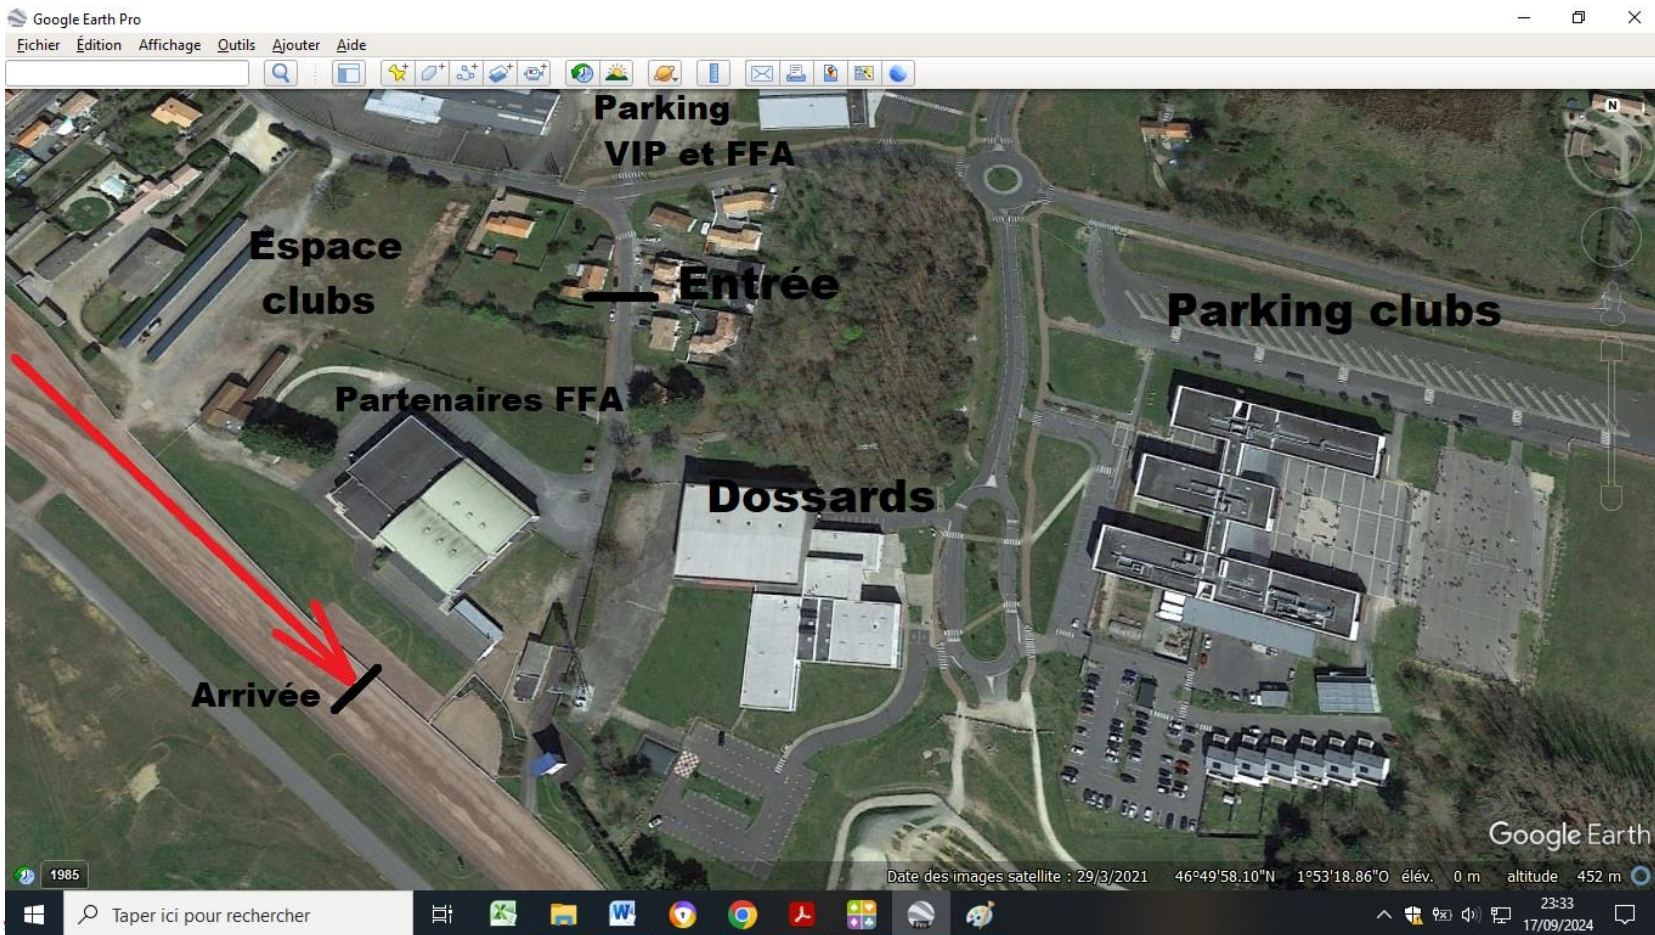 Google Earth Pro
Fichier Édition Affichage Outils Ajouter Aide
Parking
VIP et FFA
N
Espace
clubs
Entrée
Parking clubs
Partenaires FFA
Dossards
Arrivée
Google Earth
1985
Date des images satellite : 29/3/2021 46°49'58.10"N 1°53'18.86"O élév. 0 m altitude 452 m
Taper ici pour rechercher
23:33
17/09/2024